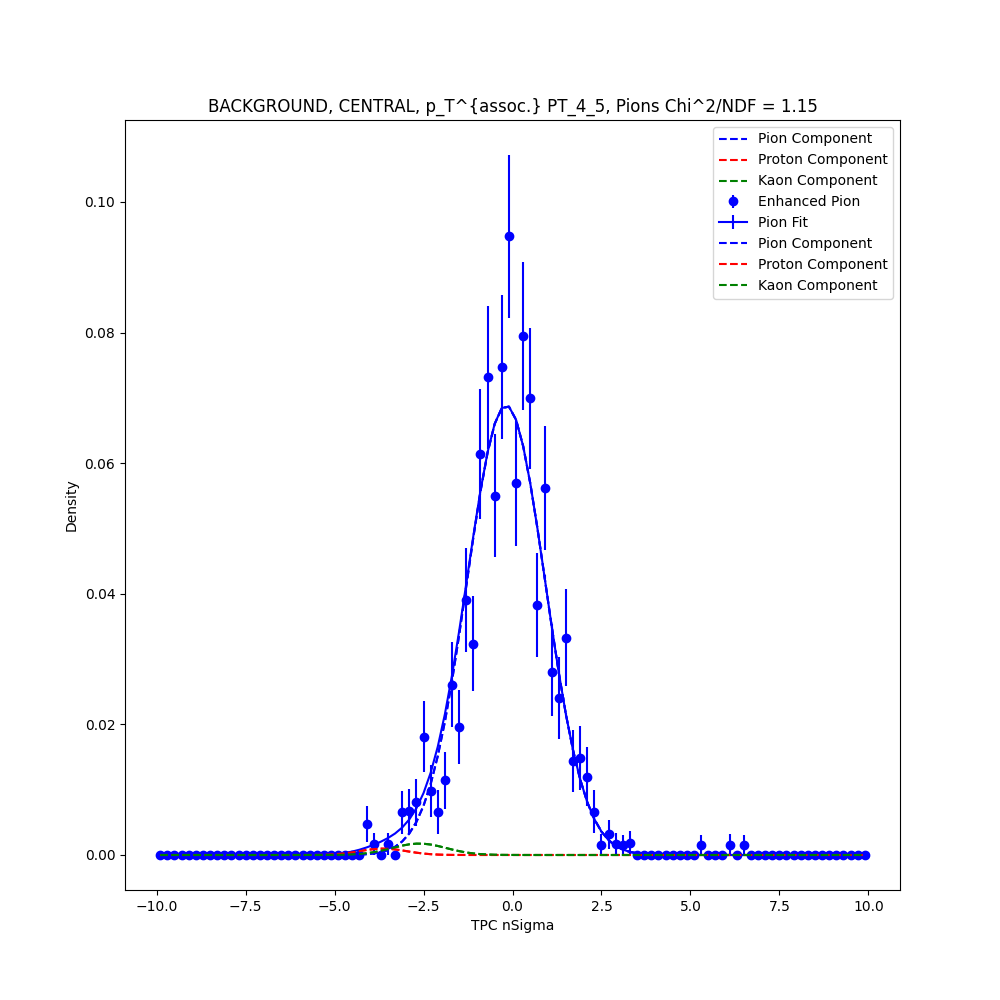 BACKGROUND, CENTRAL, p_T^{assoc.} PT_4_5, Pions Chi^2/NDF = 1.15
Pion Component
Proton Component
Kaon Component
Enhanced Pion
Pion Fit
Pion Component
Proton Component
Kaon Component
0.10
0.08
0.06
0.04
0.02
0.00
Density
−10.0 −7.5 −5.0 −2.5 0.0 2.5 5.0 7.5 10.0
TPC nSigma